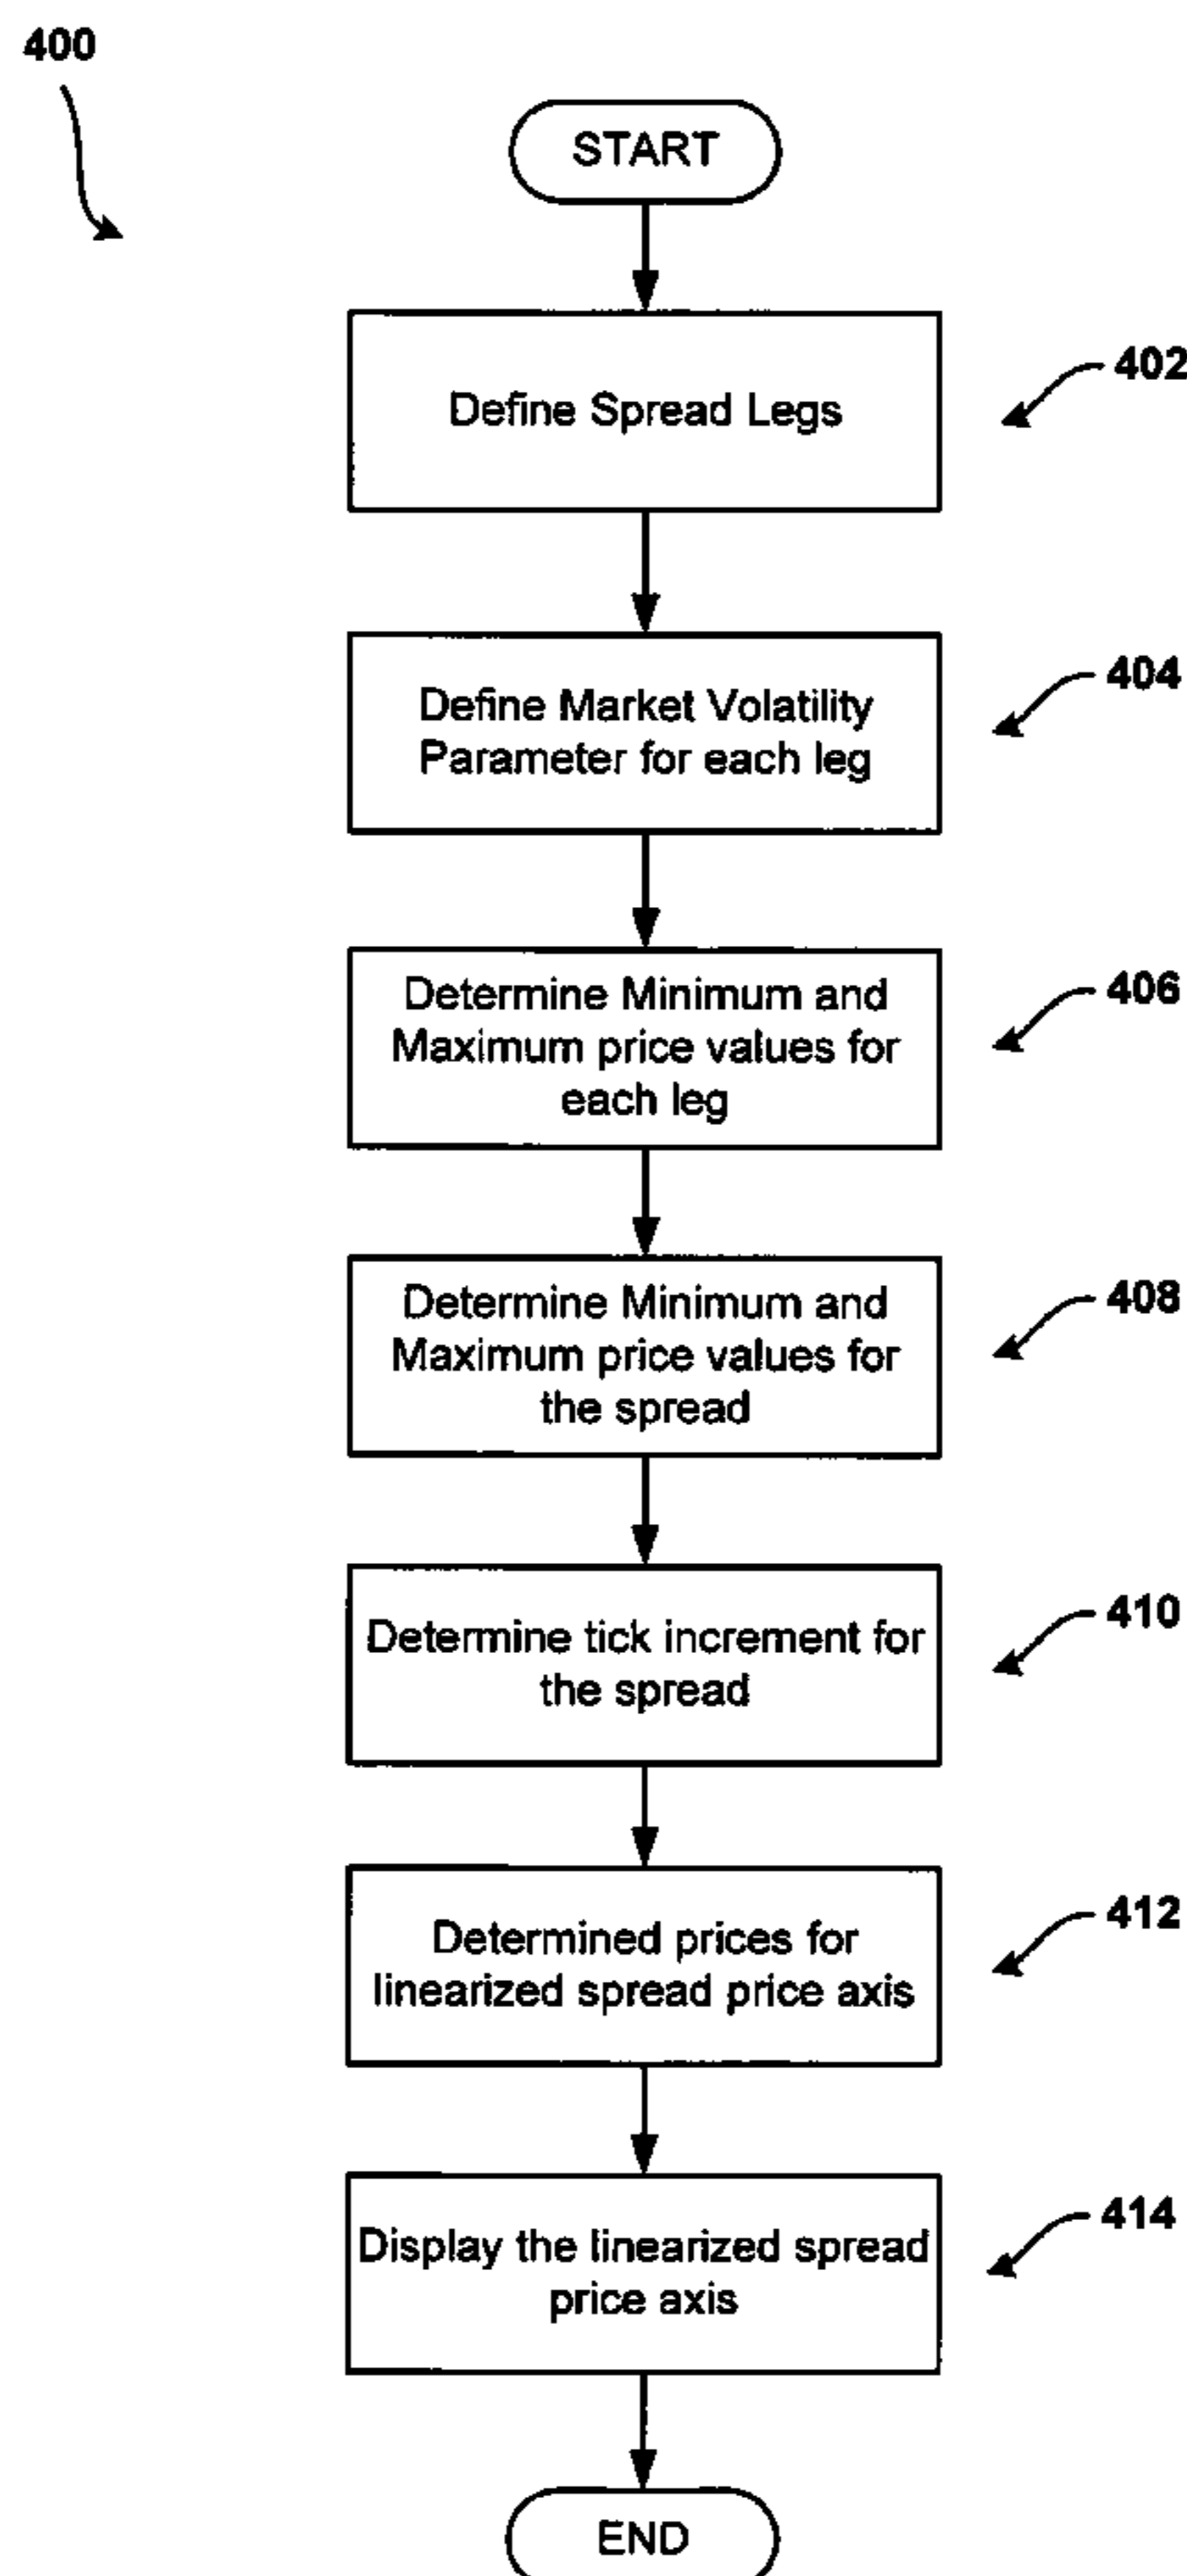 400
START
Define Spread Legs
402
Define Market Volatility
Parameter for each leg
404
Determine Minimum and
Maximum price values for
each leg
406
Determine Minimum and
Maximum price values for
the spread
408
Determine tick increment for
the spread
410
Determined prices for
linearized spread price axis
412
Display the linearized spread
price axis
414
END